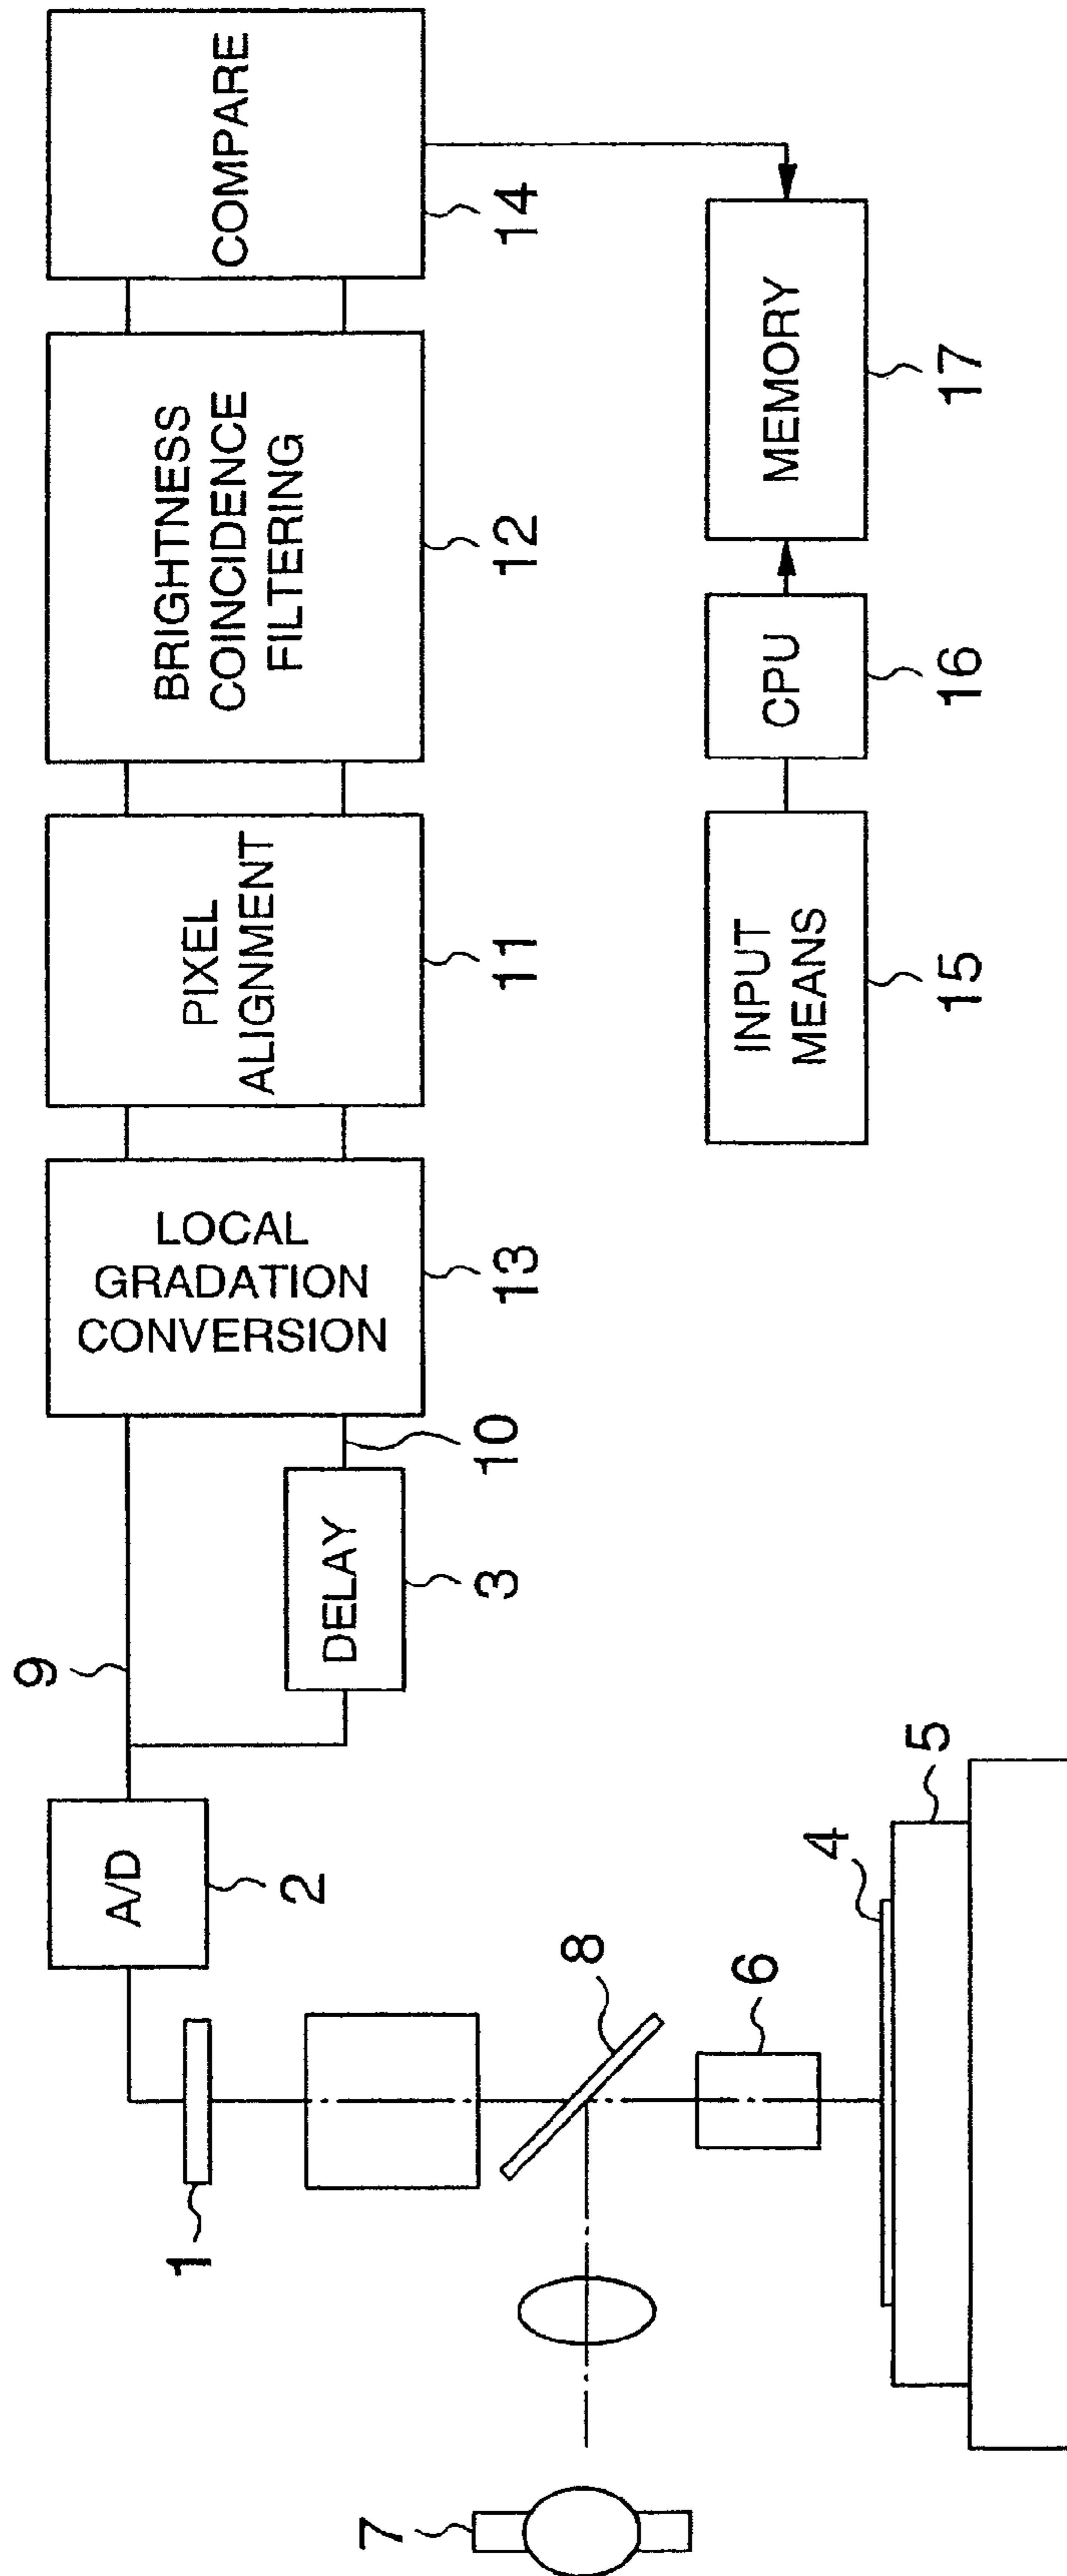 COMPARE
14
BRIGHTNESS
COINCIDENCE
FILTERING
12
PIXEL
ALIGNMENT
11
LOCAL
GRADATION
CONVERSION
13
10
DELAY
3
9
A/D
2
1
8
6
4
5
7
INPUT
MEANS
15
CPU
16
MEMORY
17